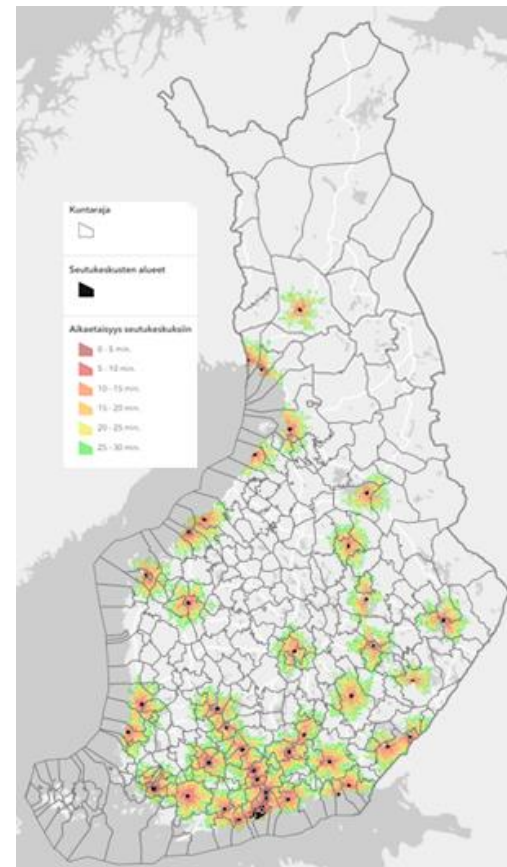 Kuntaraja
Seutukeskusten alueet
Aikaetäisyys seutukeskuksiin
0 - 5 min.
5 - 10 min.
10 - 15 min.
15 - 20 min.
20 - 25 min.
25 - 30 min.